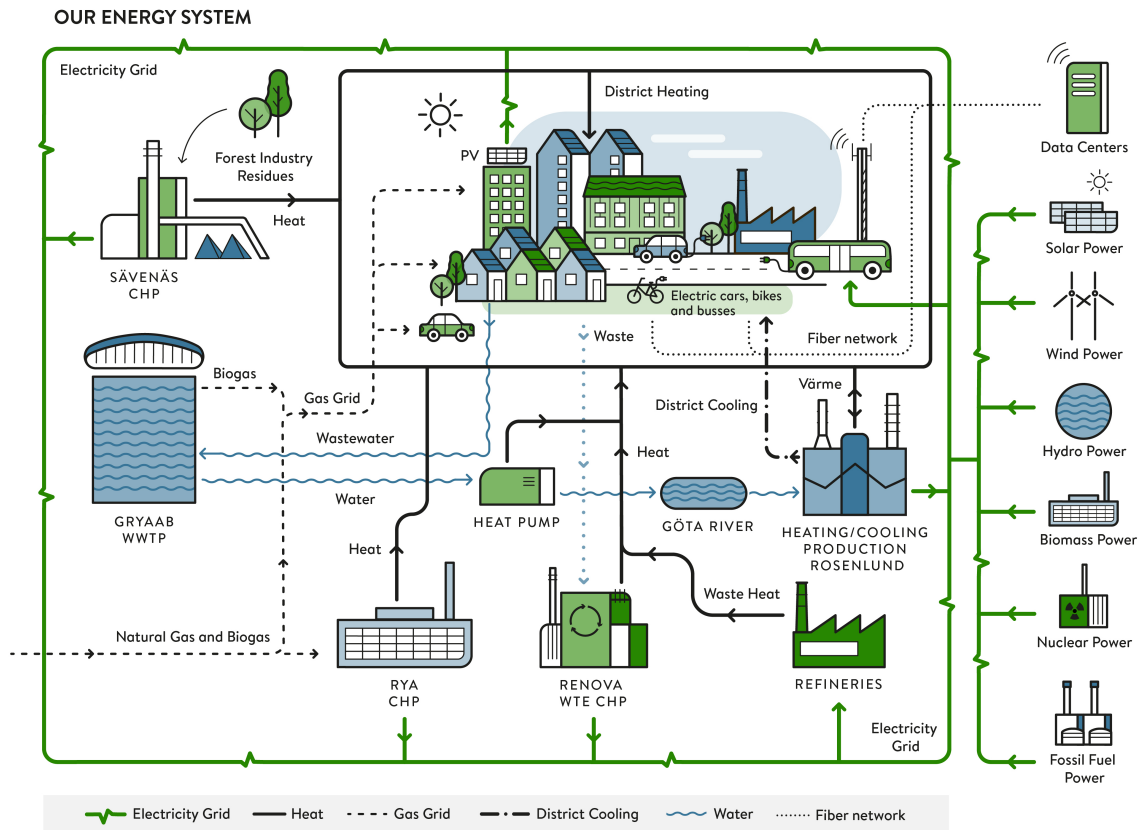 OUR ENERGY SYSTEM
Electricity Grid
District Heating
Data Centers
Forest Industry
Residues
PV
Heat
Solar Power
SÄVENÄS
CHP
Electric cars, bikes
and busses
Waste
Fiber network
Wind Power
Biogas
Gas Grid
Värme
District Cooling
Wastewater
Heat
Hydro Power
Water
GRYAAB
WWTP
HEAT PUMP
GÖTA RIVER
HEATING/COOLING
PRODUCTION
ROSENLUND
Biomass Power
Heat
Waste Heat
Natural Gas and Biogas
Nuclear Power
RYA
CHP
RENOVA
WTE CHP
REFINERIES
Electricity
Grid
Fossil Fuel
Power
Electricity Grid
Heat
Gas Grid
District Cooling
Water
Fiber network